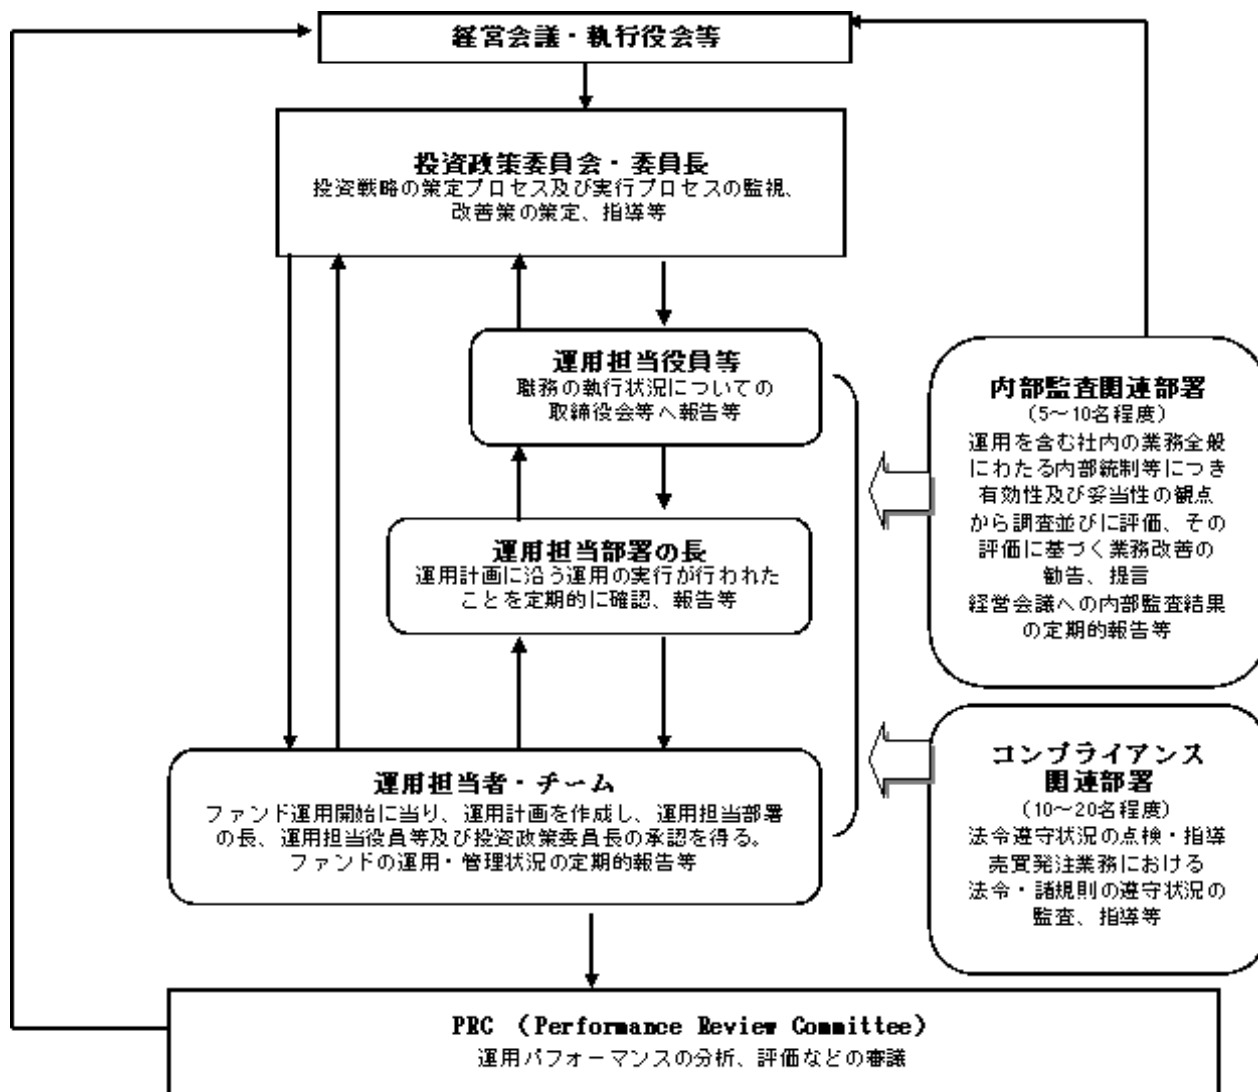 経営会議・執行役会等
投資政策委員会・委員長
投資戦略の策定プロセス及び実行プロセスの監視、
改善策の策定、指導等
運用担当役員等
職務の執行状況についての
取締役会等へ報告等
運用担当部署の長
運用計画に沿う運用の実行が行われた
ことを定期的に確認、報告等
運用担当者・チーム
ファンド運用開始に当り、運用計画を作成し、運用担当部署
の長、運用担当役員等及び投資政策委員長の承認を得る。
ファンドの運用・管理状況の定期的報告等
内部監査関連部署
（5～10名程度）
運用を含む社内の業務全般
にわたる内部統制等につき
有効性及び妥当性の観点
から調査並びに評価、その
評価に基づく業務改善の
勧告、提言
経営会議への内部監査結果
の定期的報告等
コンプライアンス
関連部署
（10～20名程度）
法令遵守状況の点検・指導
売買発注業務における
法令・諸規則の遵守状況の
監査、指導等
PRC （Performance Review Committee）
運用パフォーマンスの分析、評価などの審議